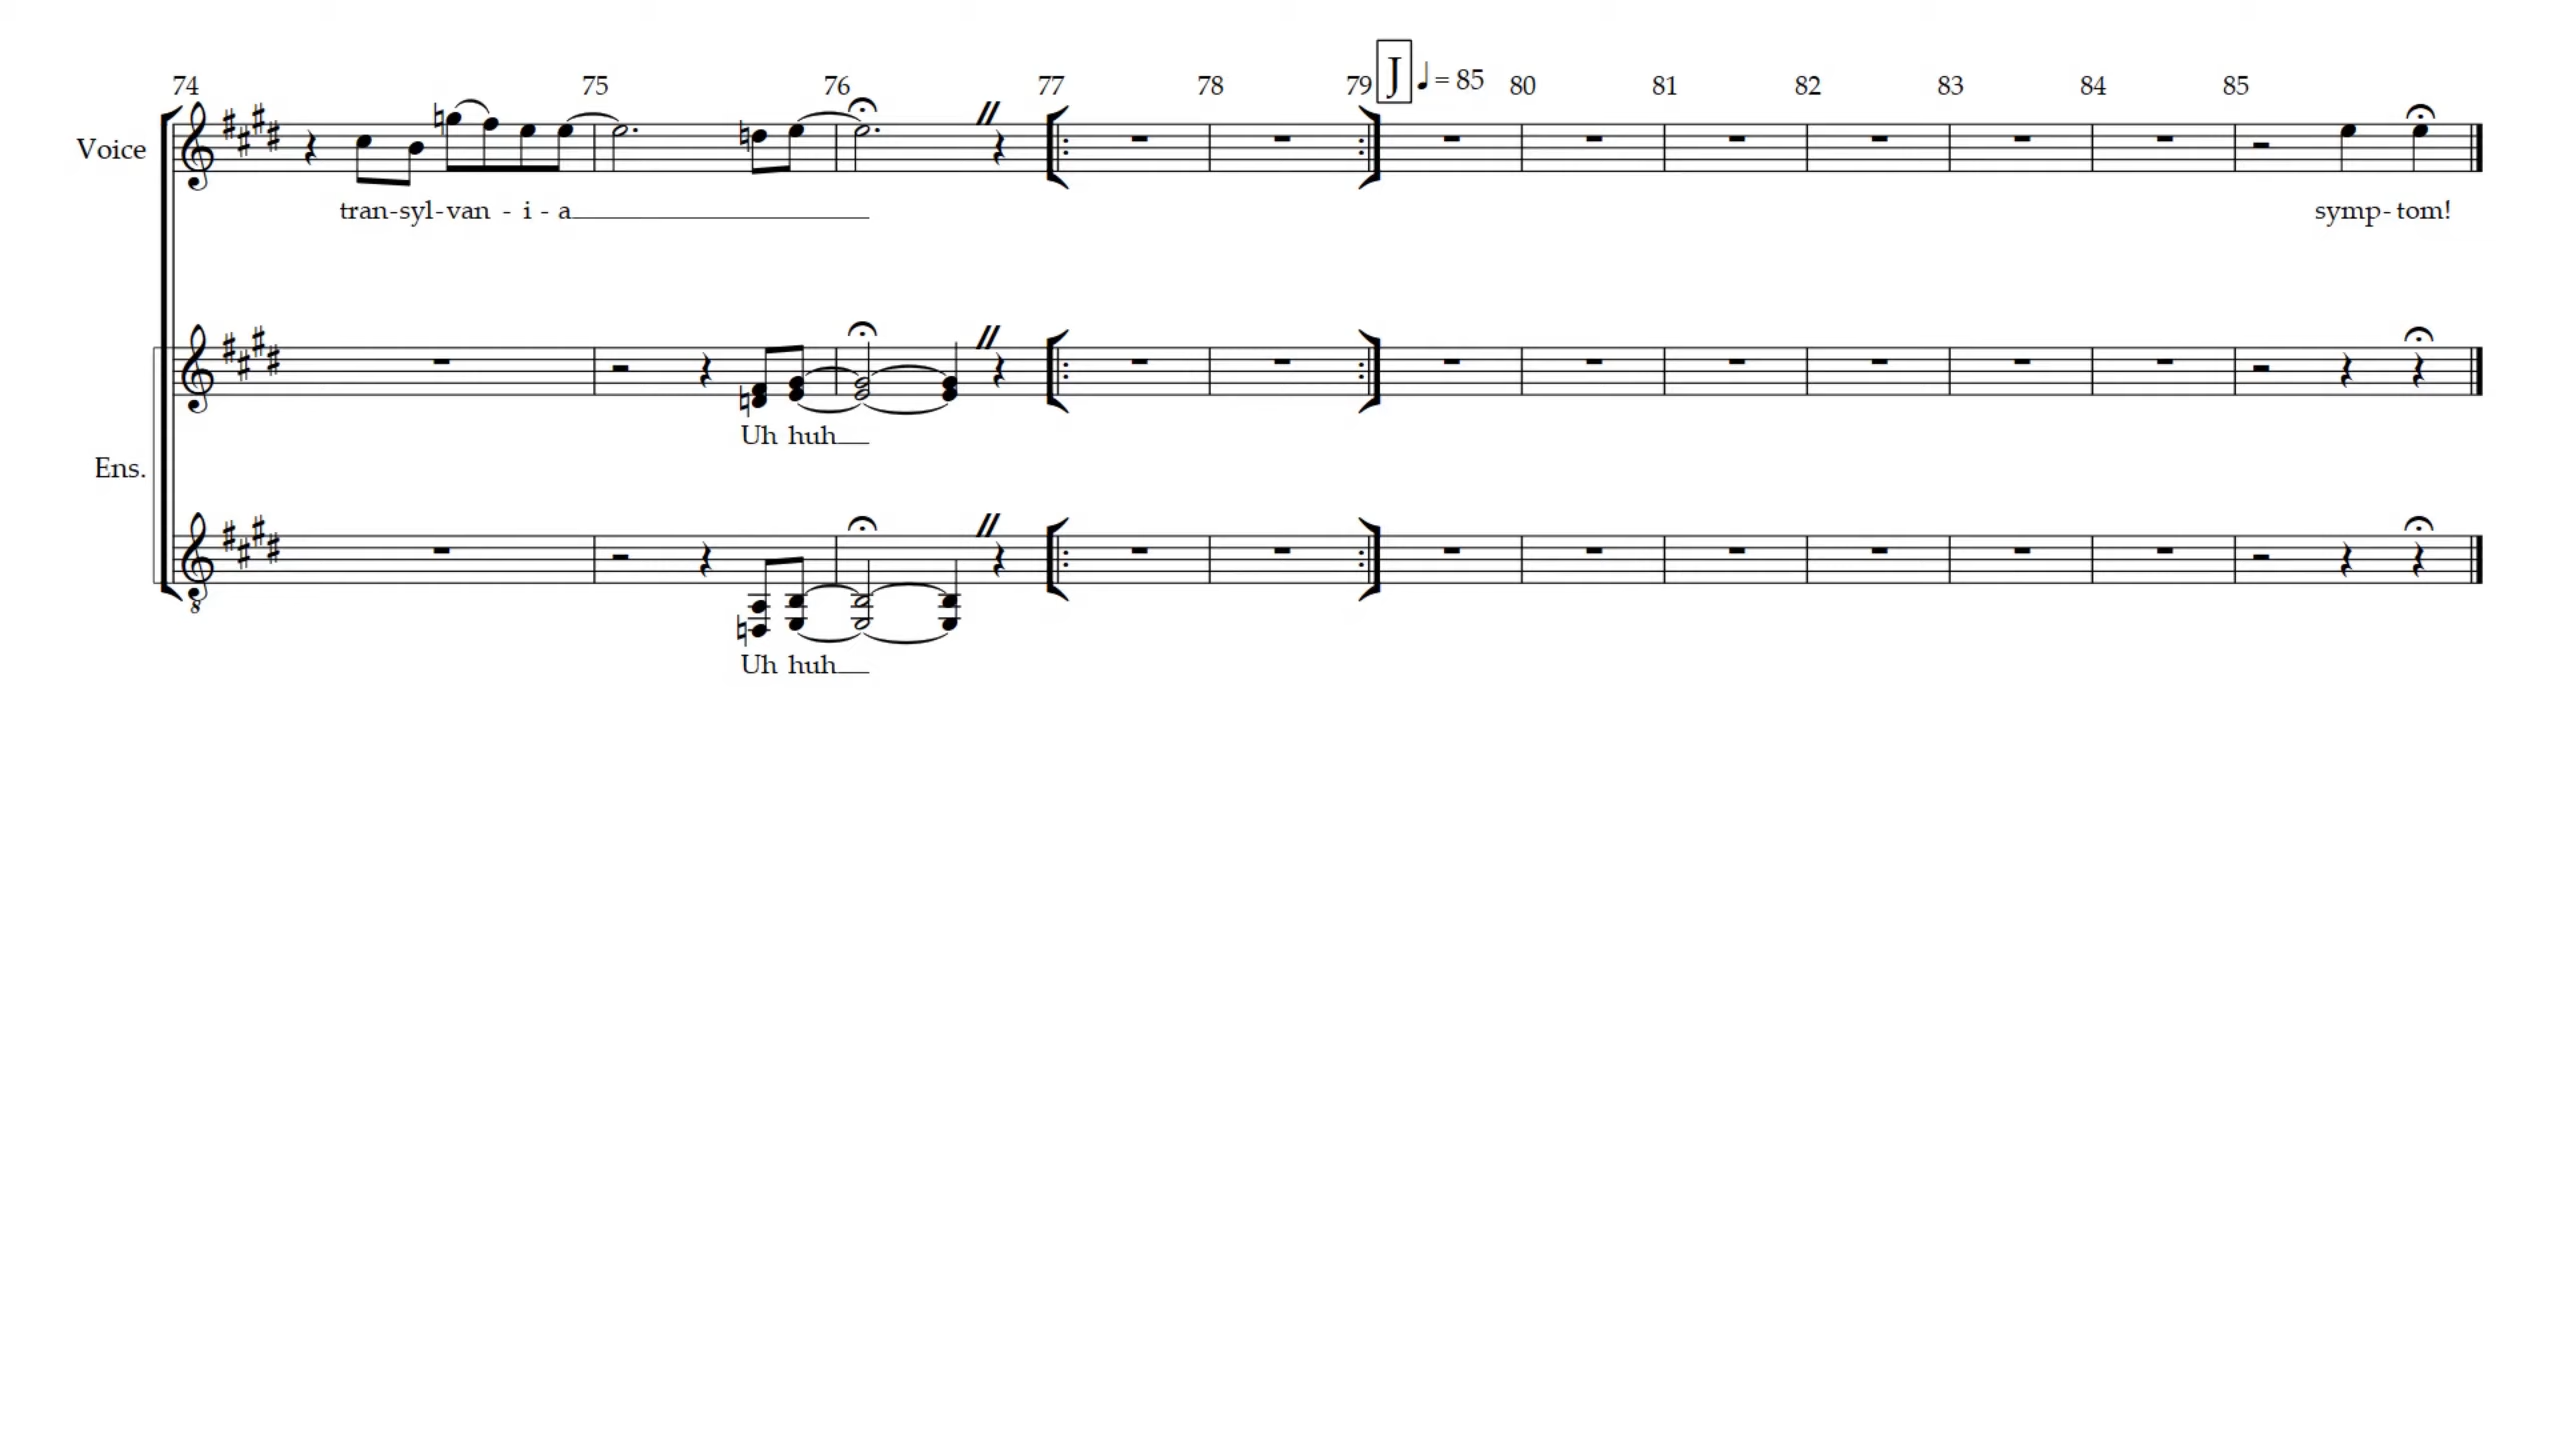 74 75 76 77 78 79 J ♩ = 85 80 81 82 83 84 85
Voice
tran-syl-van - i - a symp-tom!
Uh huh
Ens.
8
Uh huh